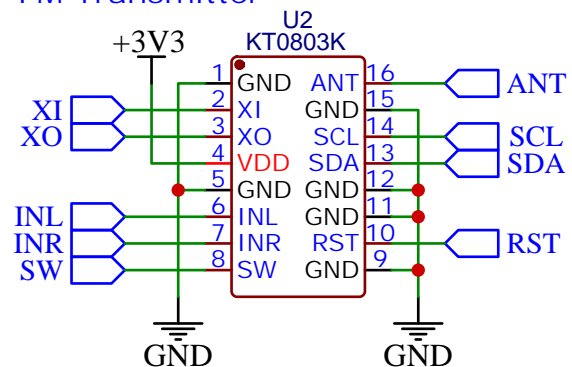 FM Transmitter
U2
KT0803K
+3V3
1 GND ANT 16 ANT
XI 2 XI GND 15
XO 3 XO SCL 14 SCL
4 VDD SDA 13 SDA
5 GND GND 12
INL 6 INL GND 11
INR 7 INR RST 10 RST
SW 8 SW GND 9
GND GND